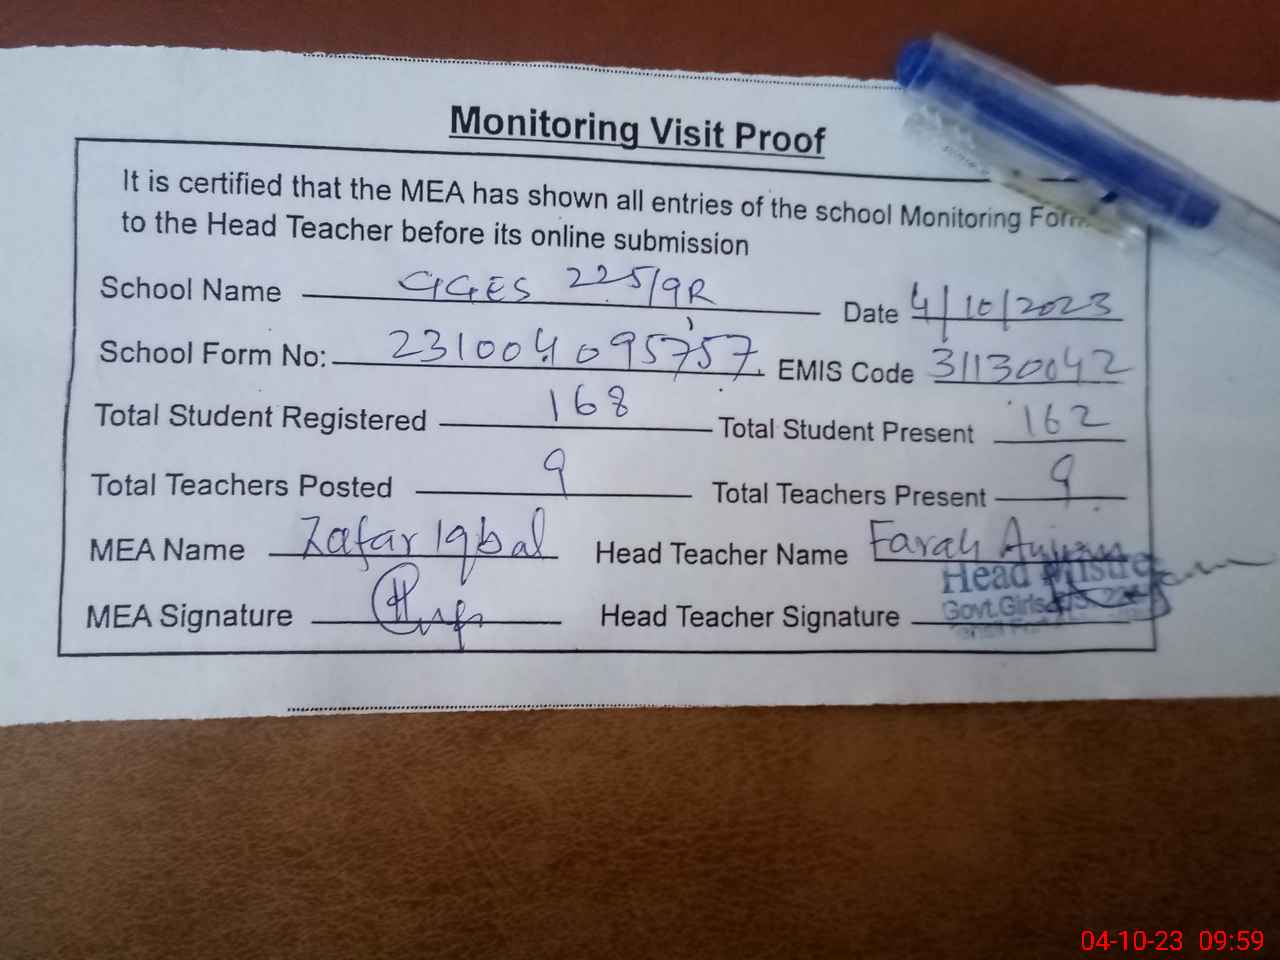 Monitoring Visit Proof
It is certified that the MEA has shown all entries of the school Monitoring Form
to the Head Teacher before its online submission
School Name GGES 225/9R Date 4/10/2023
School Form No: 231004095757 EMIS Code 31130042
Total Student Registered 168 Total Student Present 162
Total Teachers Posted 9 Total Teachers Present 9
MEA Name Zafar Iqbal Head Teacher Name Farah
Head Mistre
MEA Signature Head Teacher Signature
Govt.Girls
04-10-23 09:59